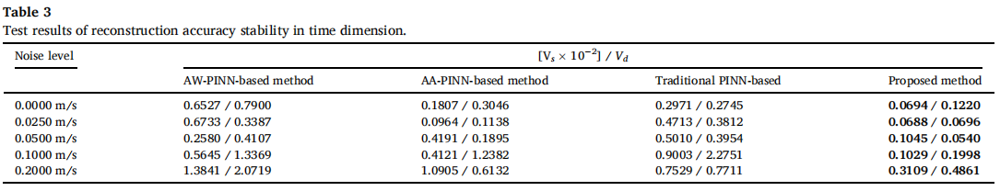 Table 3
Test results of reconstruction accuracy stability in time dimension.
Noise level [Vs × 10−2] / Vd
AW-PINN-based method AA-PINN-based method Traditional PINN-based Proposed method
0.0000 m/s 0.6527 / 0.7900 0.1807 / 0.3046 0.2971 / 0.2745 0.0694 / 0.1220
0.0250 m/s 0.6733 / 0.3387 0.0964 / 0.1138 0.4713 / 0.3812 0.0688 / 0.0696
0.0500 m/s 0.2580 / 0.4107 0.4191 / 0.1895 0.5010 / 0.3954 0.1045 / 0.0540
0.1000 m/s 0.5645 / 1.3369 0.4121 / 1.2382 0.9003 / 2.2751 0.1029 / 0.1998
0.2000 m/s 1.3841 / 2.0719 1.0905 / 0.6132 0.7529 / 0.7711 0.3109 / 0.4861